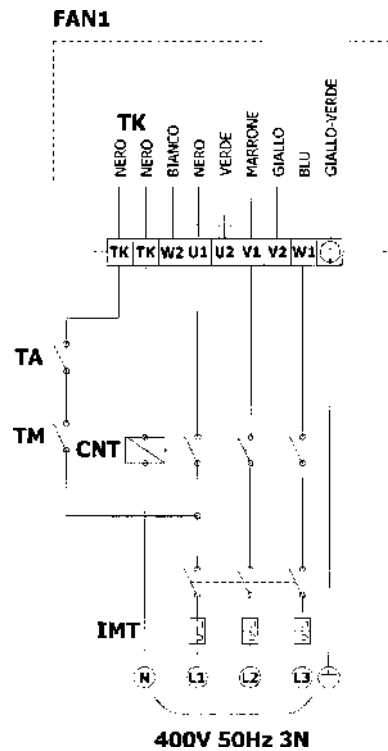 FAN1
TK
NERO
NERO
BIANCO
NERO
VERDE
MARRONE
GIALLO
BLU
GIALLO-VERDE
TK TK W2 U1 U2 V1 V2 W1
TA
TM
CNT
IMT
N L1 L2 L3
400V 50Hz 3N